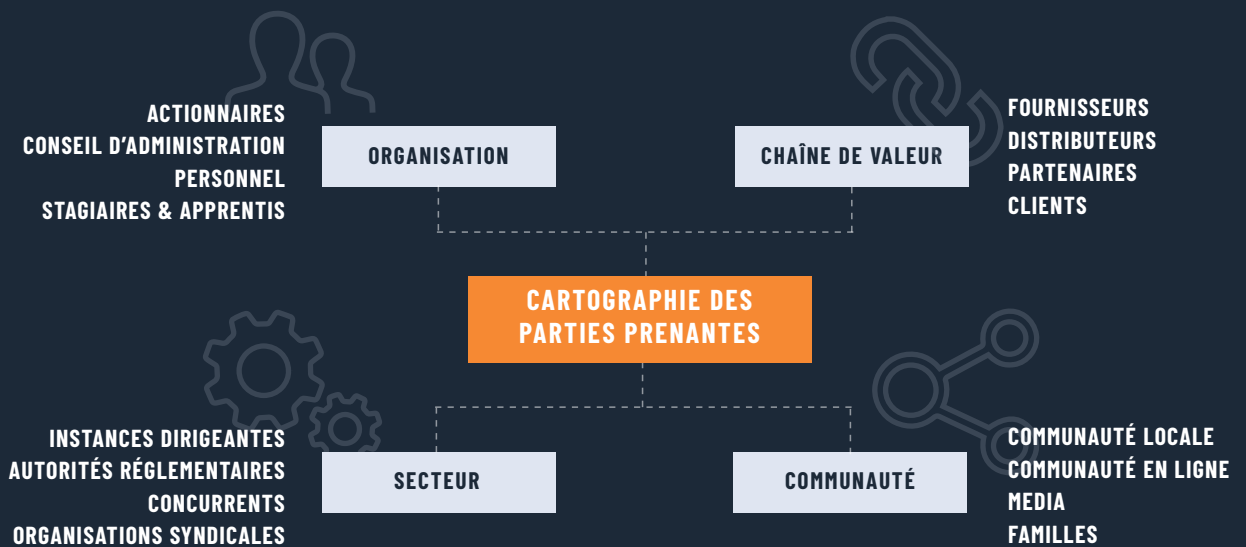 ACTIONNAIRES
CONSEIL D'ADMINISTRATION
PERSONNEL
STAGIAIRES & APPRENTIS
ORGANISATION
CHAÎNE DE VALEUR
FOURNISSEURS
DISTRIBUTEURS
PARTENAIRES
CLIENTS
CARTOGRAPHIE DES
PARTIES PRENANTES
INSTANCES DIRIGEANTES
AUTORITÉS RÉGLEMENTAIRES
CONCURRENTS
ORGANISATIONS SYNDICALES
SECTEUR
COMMUNAUTÉ
COMMUNAUTÉ LOCALE
COMMUNAUTÉ EN LIGNE
MEDIA
FAMILLES